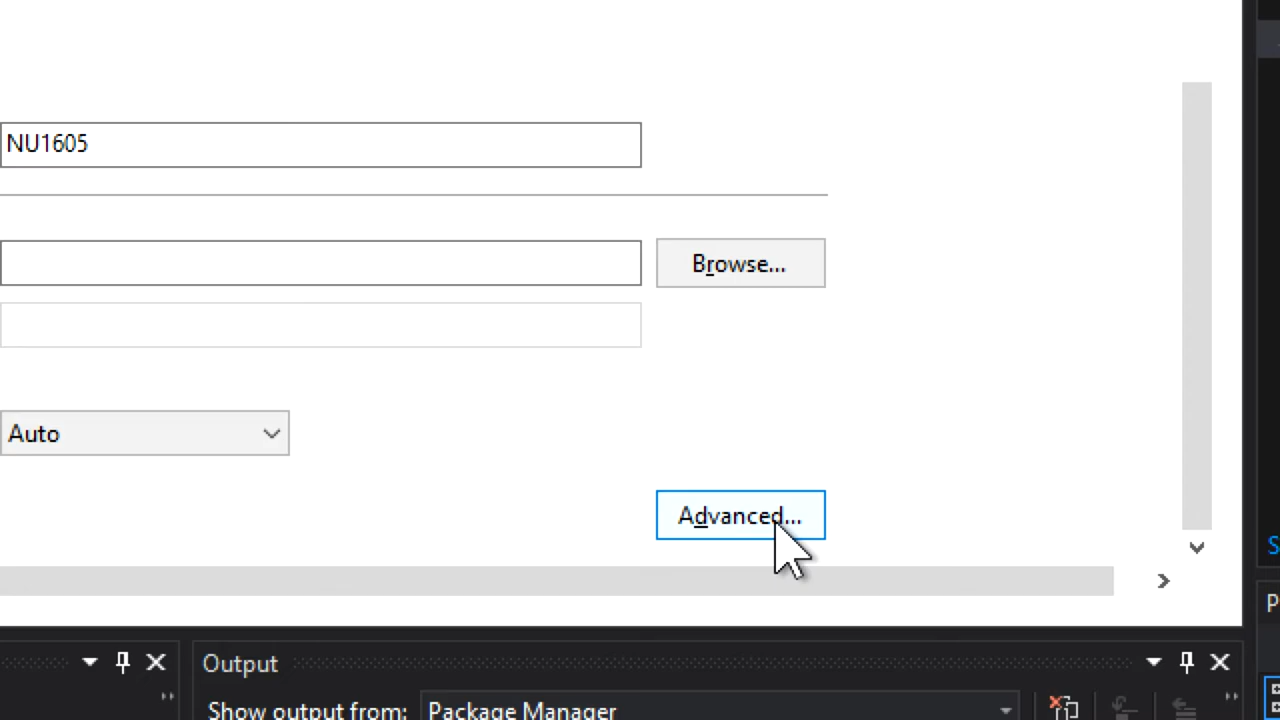 NU1605
Browse...
Auto
Advanced...
Output
Show output from: Package Manager